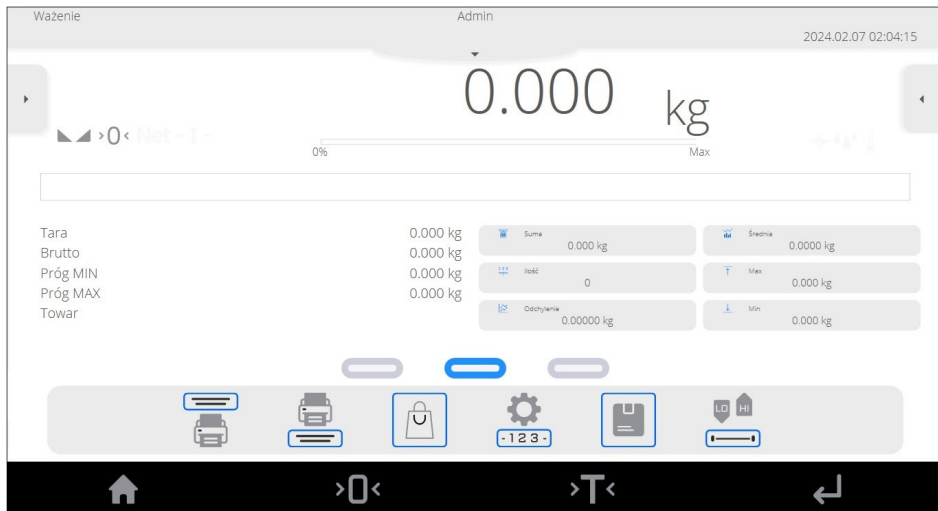 Ważenie
Admin
2024.02.07 02:04:15
0.000 kg
>0< Net - I -
0%
Max
Tara 0.000 kg
Brutto 0.000 kg
Próg MIN 0.000 kg
Próg MAX 0.000 kg
Towar
Suma
0.000 kg
Średnia
0.0000 kg
Ilość
0
Max
0.000 kg
Odchylenie
0.00000 kg
Min
0.000 kg
-123-
LO HI
>0<
>T<